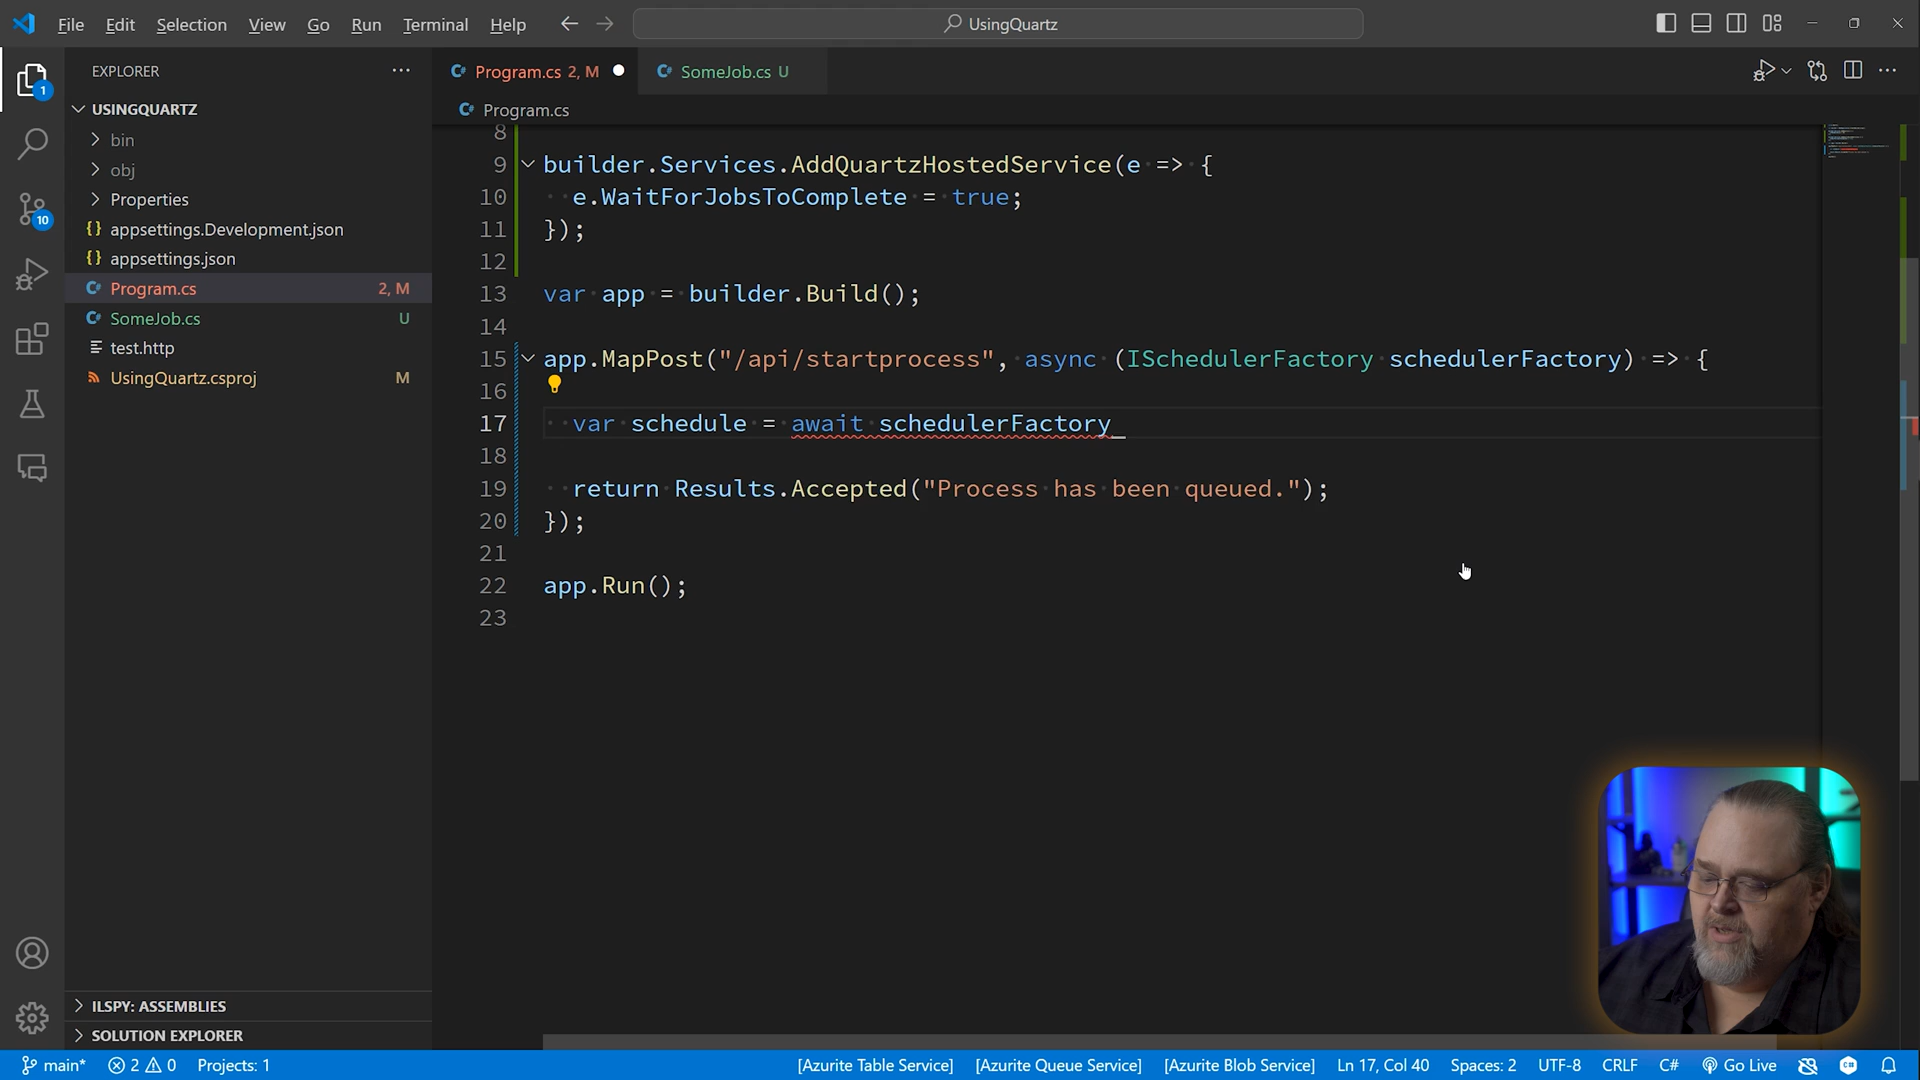 File Edit Selection View Go Run Terminal Help
UsingQuartz
EXPLORER
1
USINGQUARTZ
bin
obj
Properties
appsettings.Development.json
appsettings.json
Program.cs 2, M
SomeJob.cs U
test.http
UsingQuartz.csproj M
10
ILSPY: ASSEMBLIES
SOLUTION EXPLORER
Program.cs 2, M
SomeJob.cs U
Program.cs
8
9 builder.Services.AddQuartzHostedService(e => {
10 e.WaitForJobsToComplete = true;
11 });
12
13 var app = builder.Build();
14
15 app.MapPost("/api/startprocess", async (ISchedulerFactory schedulerFactory) => {
16
17 var schedule = await schedulerFactory
18
19 return Results.Accepted("Process has been queued.");
20 });
21
22 app.Run();
23
main* 2 0 Projects: 1 [Azurite Table Service] [Azurite Queue Service] [Azurite Blob Service] Ln 17, Col 40 Spaces: 2 UTF-8 CRLF C# Go Live